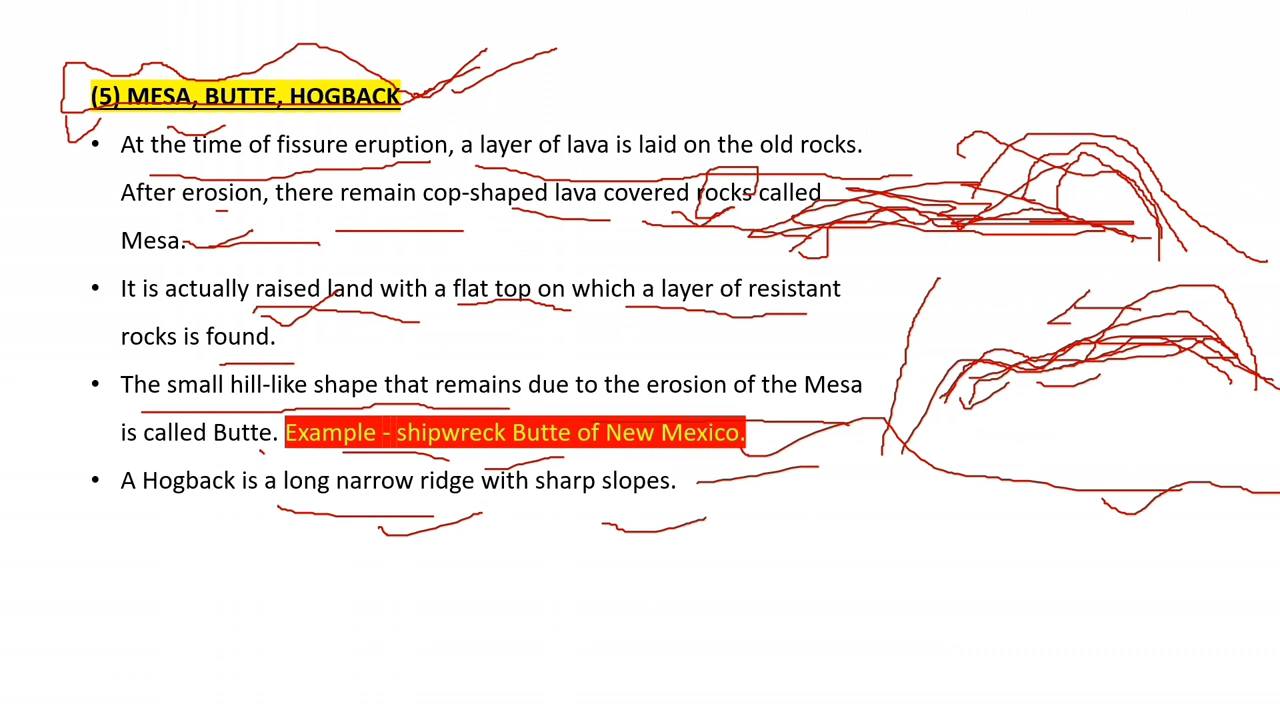 (5) MESA, BUTTE, HOGBACK
• At the time of fissure eruption, a layer of lava is laid on the old rocks.
After erosion, there remain cop-shaped lava covered rocks called
Mesa.
• It is actually raised land with a flat top on which a layer of resistant
rocks is found.
• The small hill-like shape that remains due to the erosion of the Mesa
is called Butte. Example - shipwreck Butte of New Mexico.
• A Hogback is a long narrow ridge with sharp slopes.